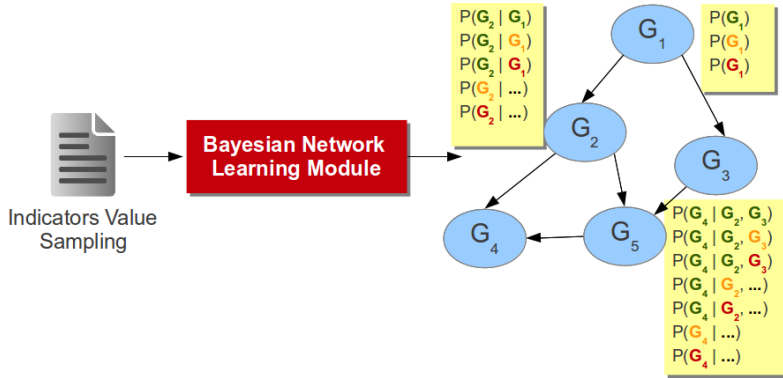 Indicators Value
Sampling
Bayesian Network
Learning Module
P(G₂ | G₁)
P(G₂ | G₁)
P(G₂ | G₁)
P(G₂ | ...)
P(G₂ | ...)
G₁
P(G₁)
P(G₁)
P(G₁)
G₂
G₃
G₄
G₅
P(G₄ | G₂, G₃)
P(G₄ | G₂, G₃)
P(G₄ | G₂, G₃)
P(G₄ | G₂, ...)
P(G₄ | G₂, ...)
P(G₄ | ...)
P(G₄ | ...)